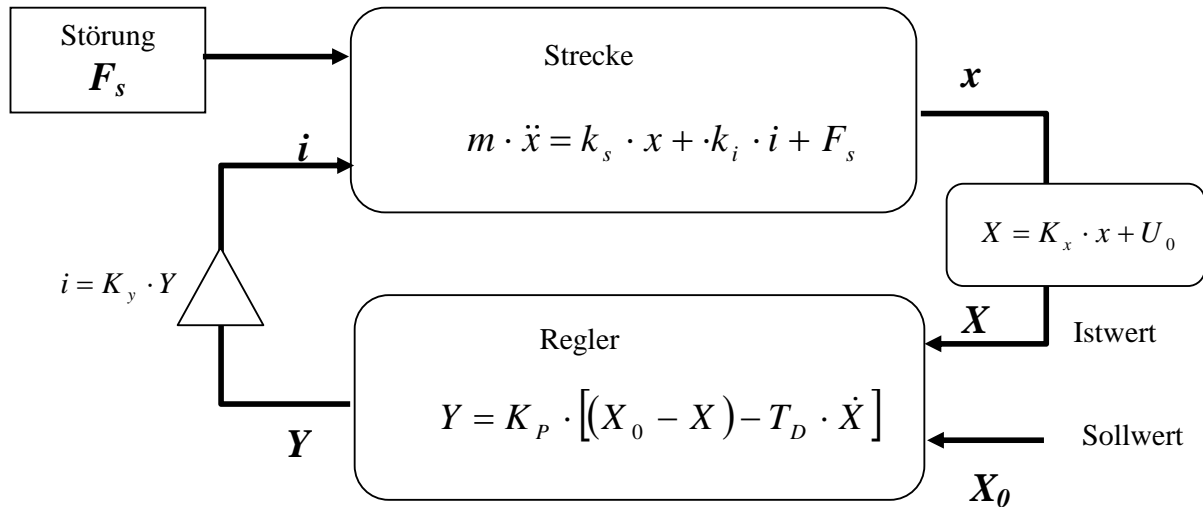 Störung
F_s
Strecke
m · ẍ = k_s · x + · k_i · i + F_s
x
i
X = K_x · x + U_0
i = K_y · Y
X
Istwert
Regler
Y = K_P · [(X_0 − X) − T_D · Ẋ]
Y
Sollwert
X_0